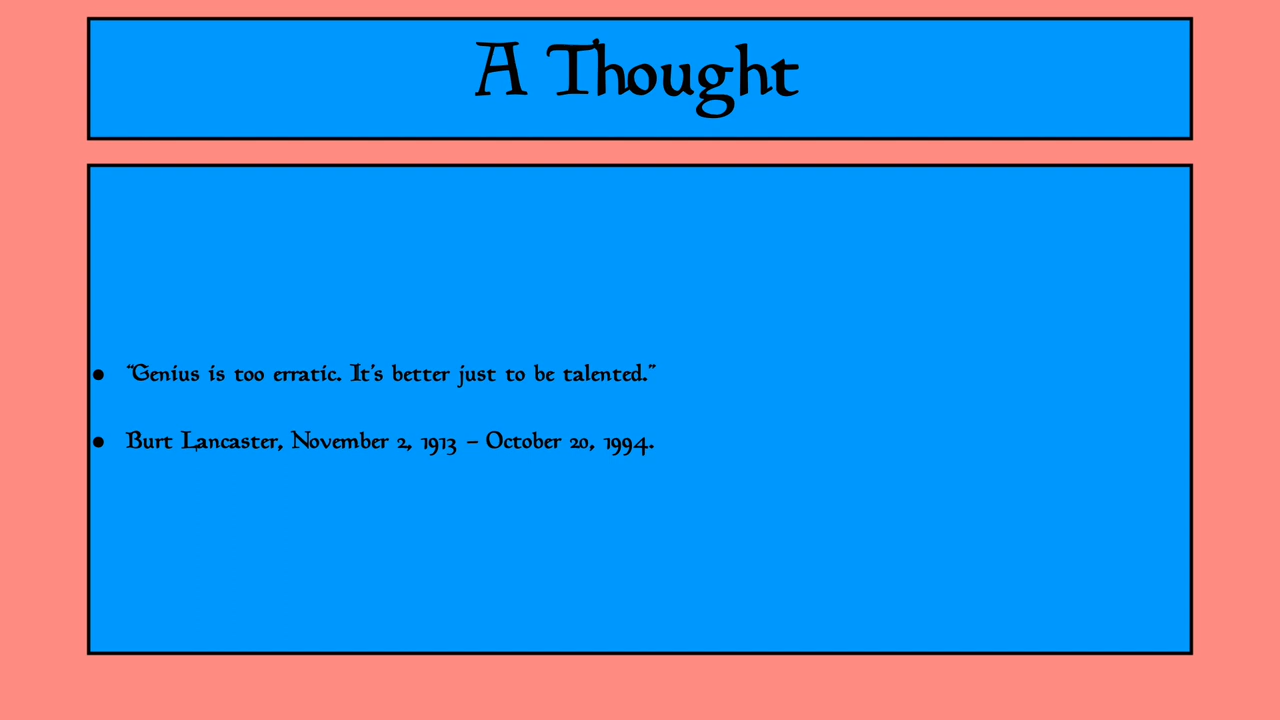 A Thought
• “Genius is too erratic. It’s better just to be talented.”
• Burt Lancaster, November 2, 1913 – October 20, 1994.